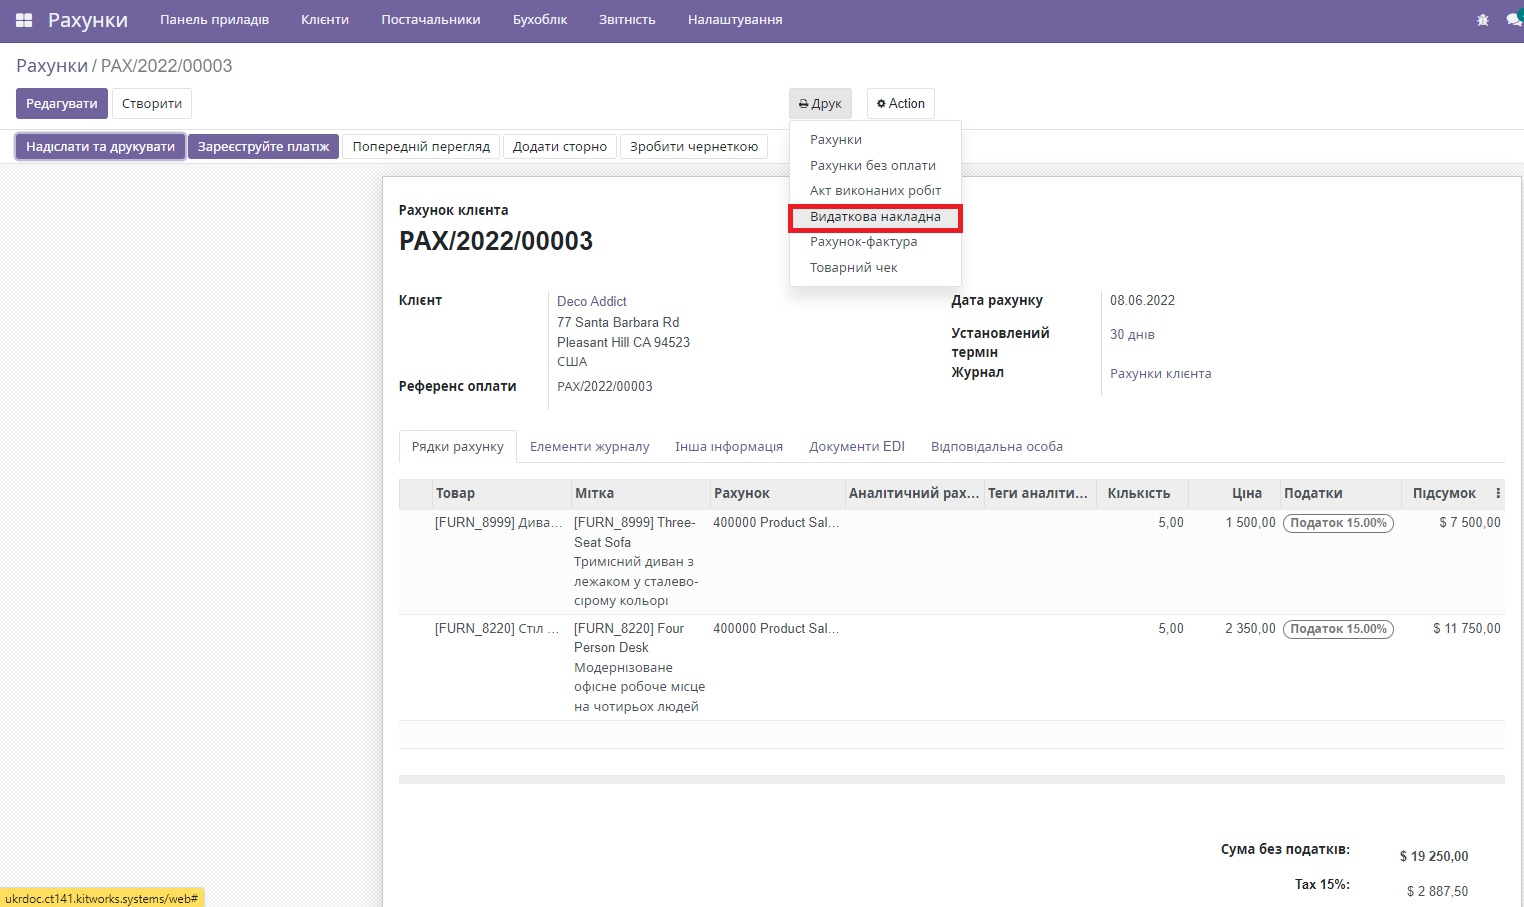 Рахунки Панель приладів Клієнти Постачальники Бухоблік Звітність Налаштування
Рахунки / РАХ/2022/00003
Редагувати Створити Друк Action
Надіслати та друкувати Зареєструйте платіж Попередній перегляд Додати сторно Зробити чернеткою
Рахунки
Рахунки без оплати
Акт виконаних робіт
Видаткова накладна
Рахунок-фактура
Товарний чек
Рахунок клієнта
РАХ/2022/00003
Клієнт
Deco Addict
77 Santa Barbara Rd
Pleasant Hill CA 94523
США
Референс оплати
РАХ/2022/00003
Дата рахунку
08.06.2022
Установлений
термін
30 днів
Журнал
Рахунки клієнта
Рядки рахунку Елементи журналу Інша інформація Документи EDI Відповідальна особа
Товар Мітка Рахунок Аналітичний рах... Теги аналіти... Кількість Ціна Податки Підсумок
[FURN_8999] Дива... [FURN_8999] Three- 400000 Product Sal... 5,00 1 500,00 Податок 15.00% $ 7 500,00
Seat Sofa
Тримісний диван з
лежаком у сталево-
сірому кольорі
[FURN_8220] Стіл ... [FURN_8220] Four 400000 Product Sal... 5,00 2 350,00 Податок 15.00% $ 11 750,00
Person Desk
Модернізоване
офісне робоче місце
на чотирьох людей
Сума без податків: $ 19 250,00
Tax 15%: $ 2 887,50
ukrdoc.ct141.kitworks.systems/web#